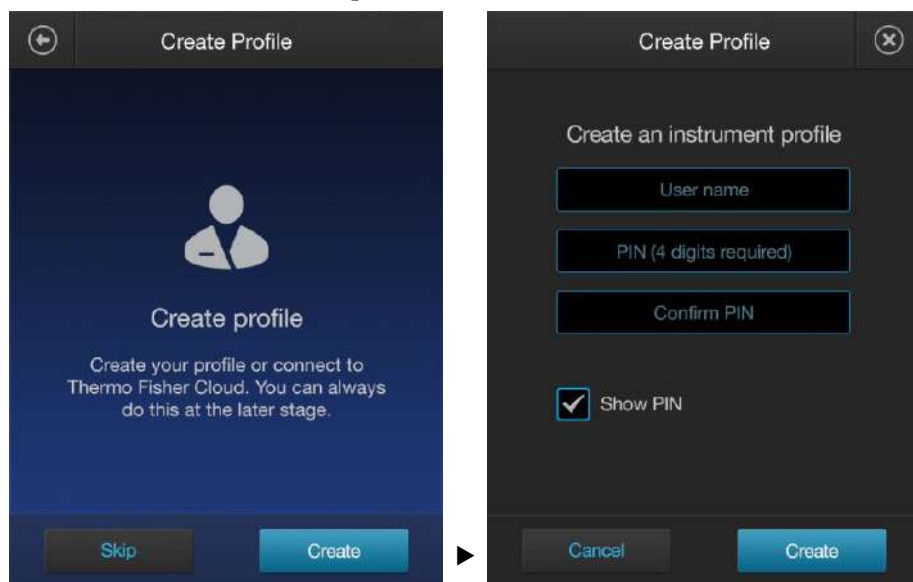 Create Profile
Create profile
Create your profile or connect to
Thermo Fisher Cloud. You can always
do this at the later stage.
Skip
Create
Create Profile
Create an instrument profile
User name
PIN (4 digits required)
Confirm PIN
Show PIN
Cancel
Create